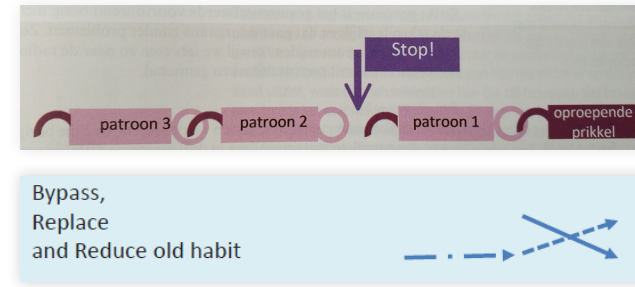 Stop!
patroon 3
patroon 2
patroon 1
oproepende
prikkel
Bypass,
Replace
and Reduce old habit